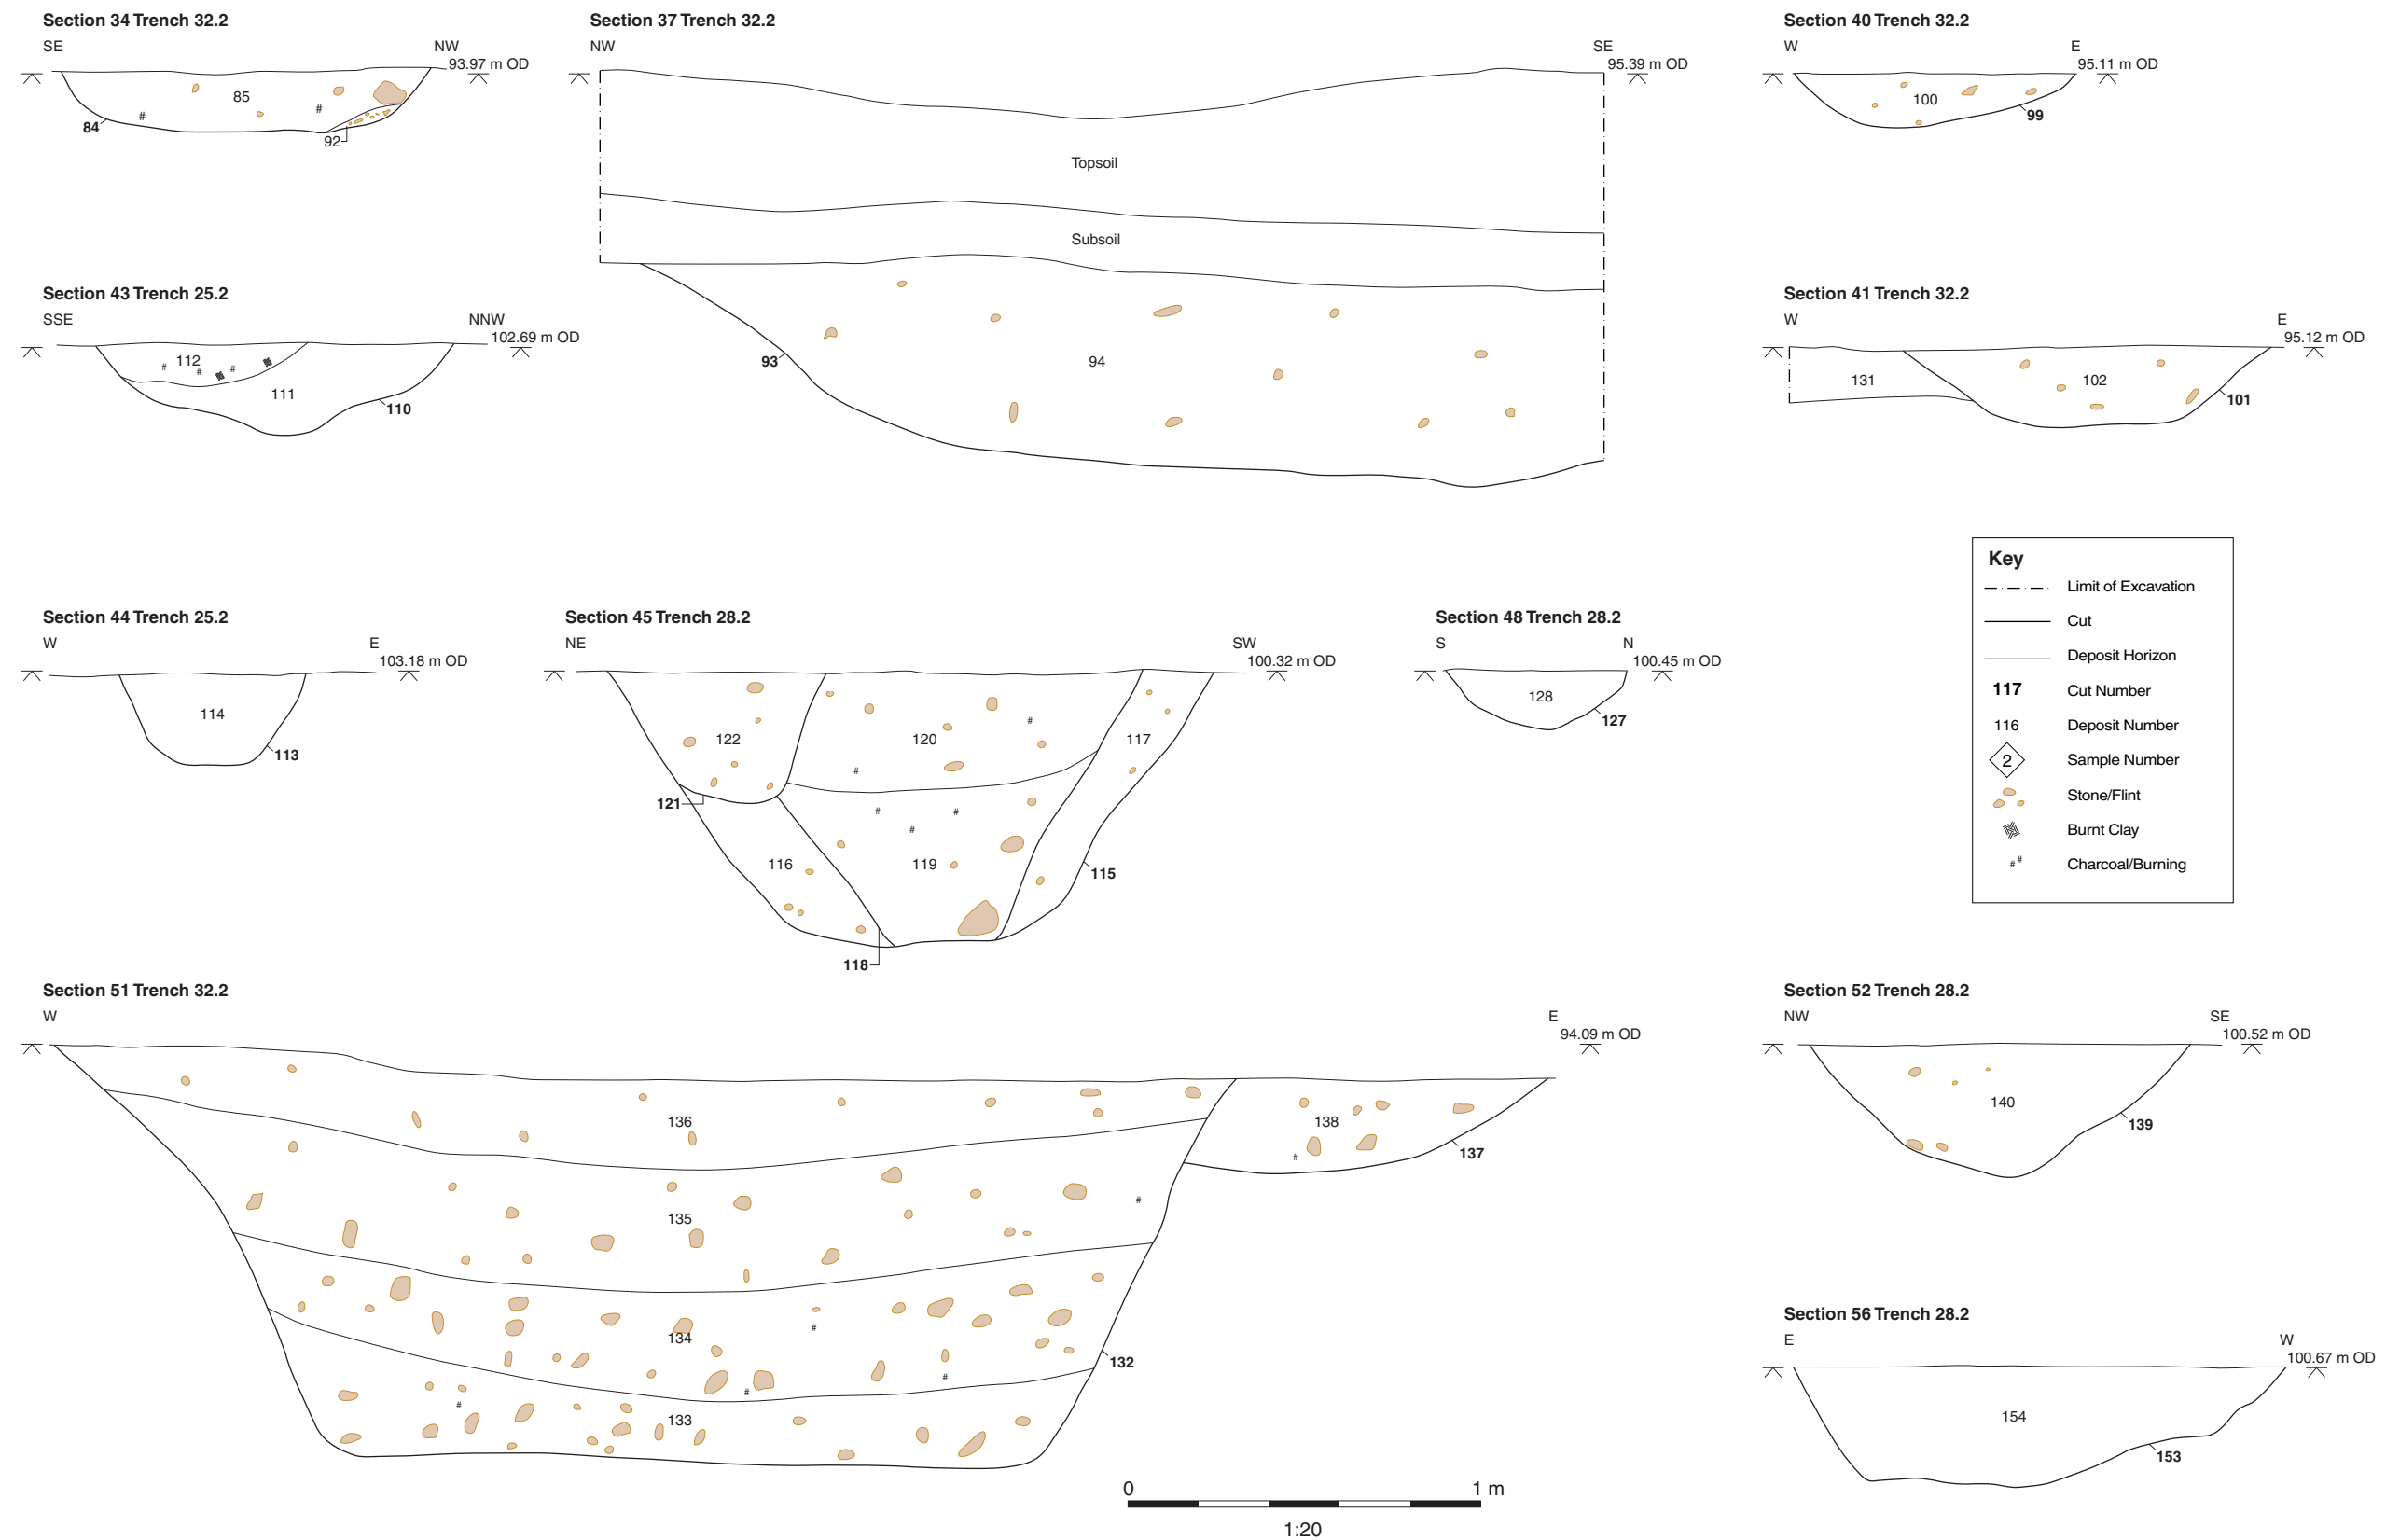 Section 34 Trench 32.2
SE
NW
93.97 m OD
85
#
#
84
92
Section 37 Trench 32.2
NW
SE
95.39 m OD
Topsoil
Subsoil
93
94
Section 40 Trench 32.2
W
E
95.11 m OD
100
99
Section 43 Trench 25.2
SSE
NNW
102.69 m OD
112
# # #
111
110
Section 41 Trench 32.2
W
E
95.12 m OD
131
102
101
Section 44 Trench 25.2
W
E
103.18 m OD
114
113
Section 45 Trench 28.2
NE
SW
100.32 m OD
122
120
117
#
#
121
# #
#
116
119
115
118
Section 48 Trench 28.2
S
N
100.45 m OD
128
127
Key
Limit of Excavation
Cut
Deposit Horizon
117 Cut Number
116 Deposit Number
2 Sample Number
Stone/Flint
Burnt Clay
## Charcoal/Burning
Section 51 Trench 32.2
W
E
94.09 m OD
136
138
#
137
135
#
134
#
132
#
#
133
#
Section 52 Trench 28.2
NW
SE
100.52 m OD
140
139
Section 56 Trench 28.2
E
W
100.67 m OD
154
153
0 1 m
1:20